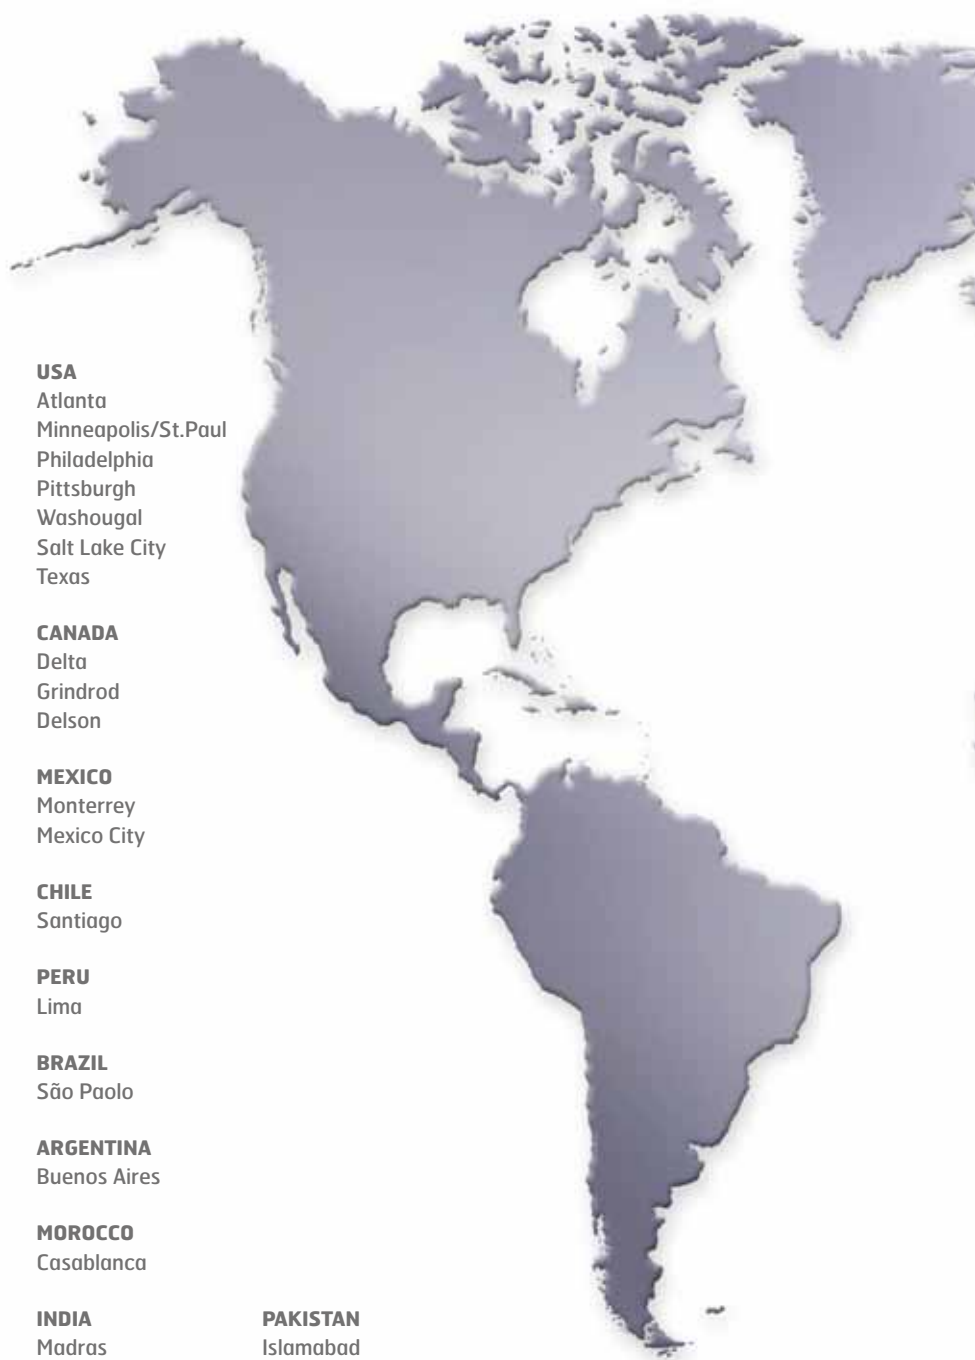 USA
Atlanta
Minneapolis/St.Paul
Philadelphia
Pittsburgh
Washougal
Salt Lake City
Texas
CANADA
Delta
Grindrod
Delson
MEXICO
Monterrey
Mexico City
CHILE
Santiago
PERU
Lima
BRAZIL
São Paolo
ARGENTINA
Buenos Aires
MOROCCO
Casablanca
INDIA
Madras
PAKISTAN
Islamabad